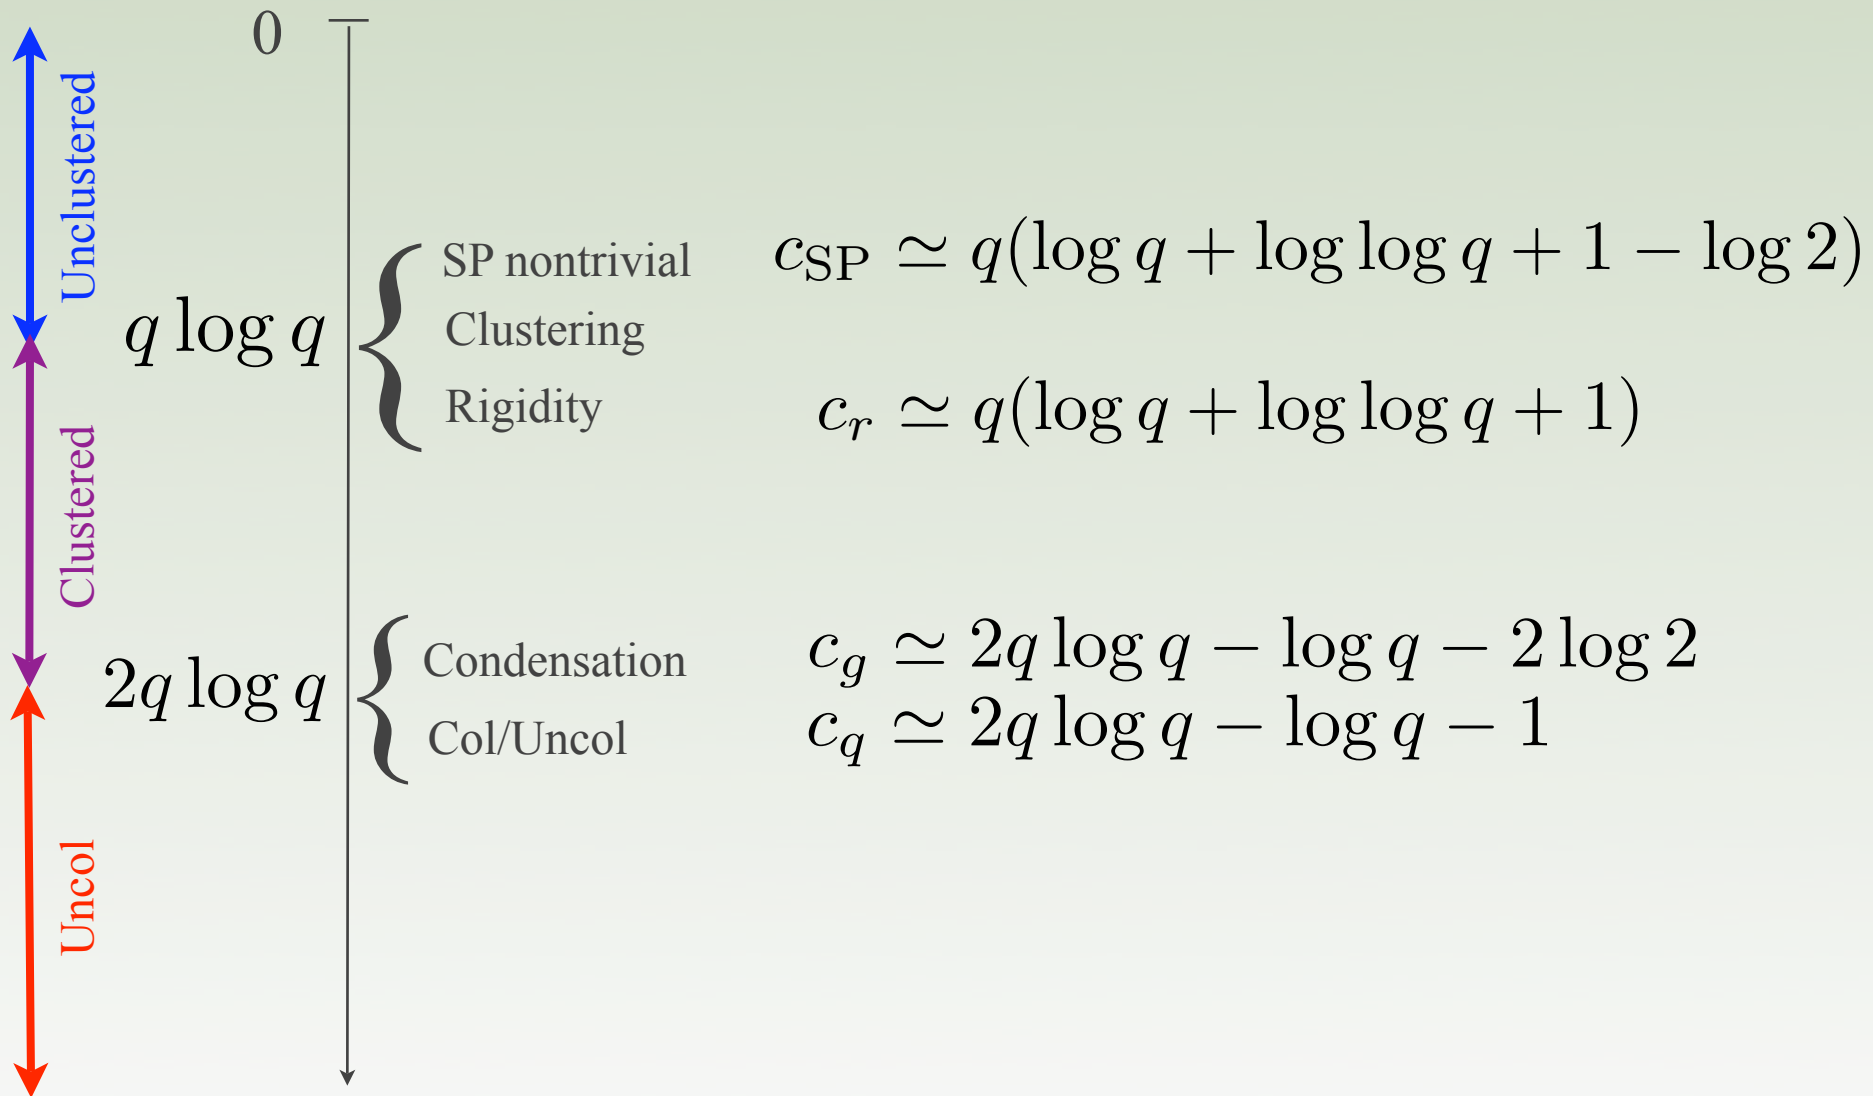 0
Unclustered
SP nontrivial c_SP ≃ q(log q + log log q + 1 − log 2)
q log q
Clustering
Rigidity c_r ≃ q(log q + log log q + 1)
Clustered
Condensation c_g ≃ 2q log q − log q − 2 log 2
2q log q
Col/Uncol c_q ≃ 2q log q − log q − 1
Uncol